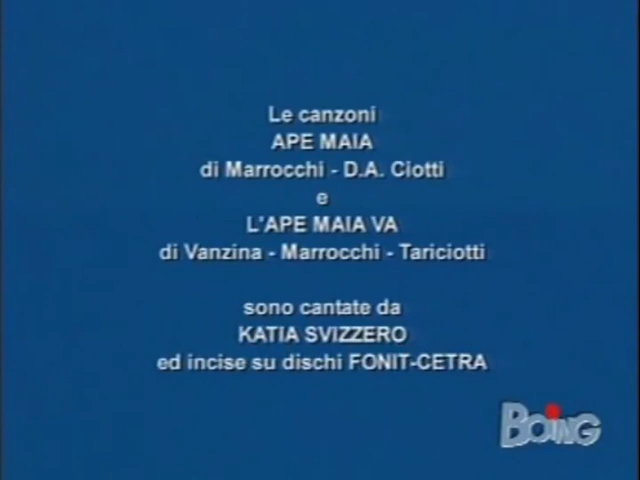 Le canzoni
APE MAIA
di Marrocchi - D.A. Ciotti
e
L'APE MAIA VA
di Vanzina - Marrocchi - Tariciotti
sono cantate da
KATIA SVIZZERO
ed incise su dischi FONIT-CETRA
BOING